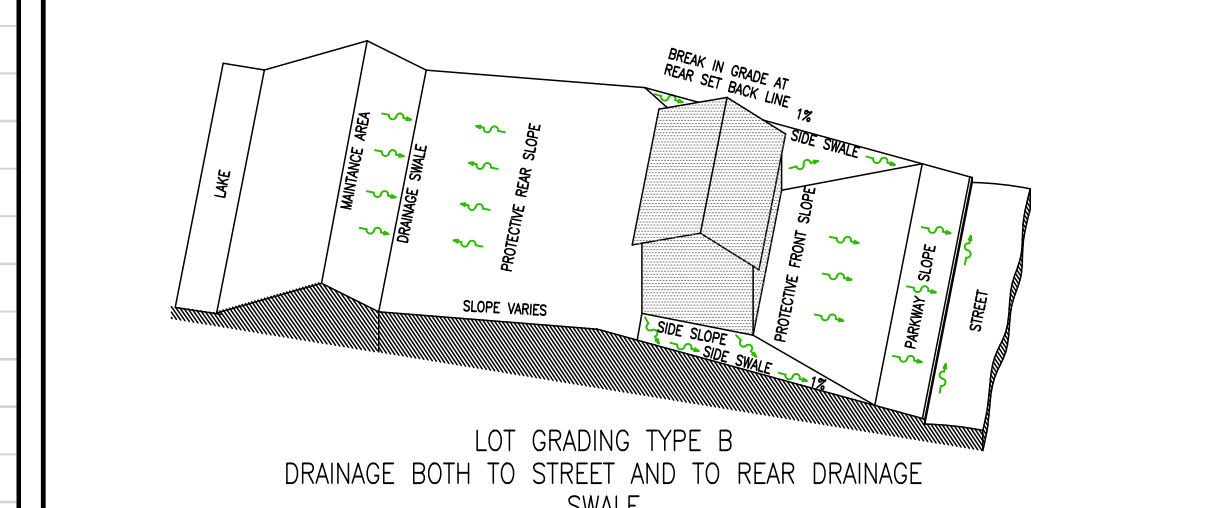 BREAK IN GRADE AT
REAR SET BACK LINE
1%
SIDE SWALE
LAKE
MAINTANCE AREA
DRAINAGE SWALE
PROTECTIVE REAR SLOPE
PROTECTIVE FRONT SLOPE
PARKWAY SLOPE
STREET
SLOPE VARIES
SIDE SLOPE
SIDE SWALE
1%
LOT GRADING TYPE B
DRAINAGE BOTH TO STREET AND TO REAR DRAINAGE
SWALE